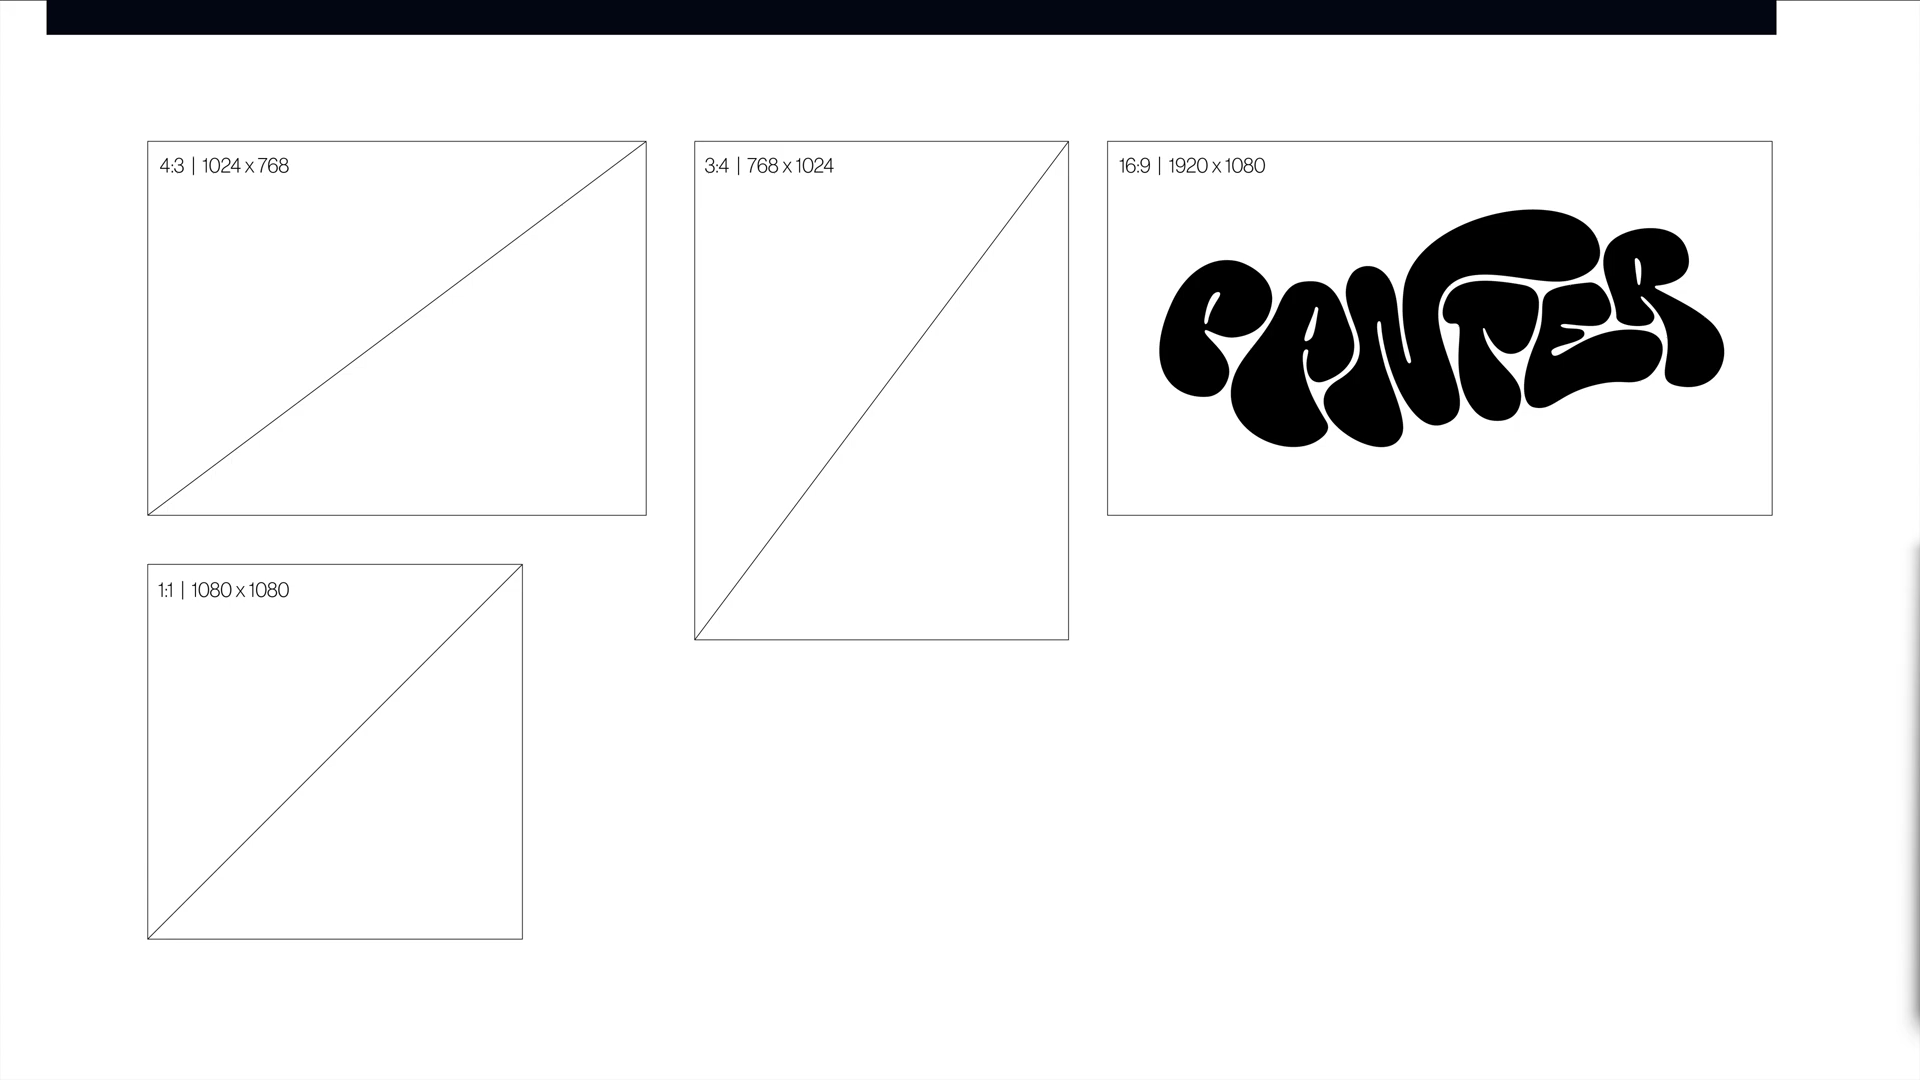 4:3 | 1024 x 768
3:4 | 768 x 1024
16:9 | 1920 x 1080
PANTER
1:1 | 1080 x 1080